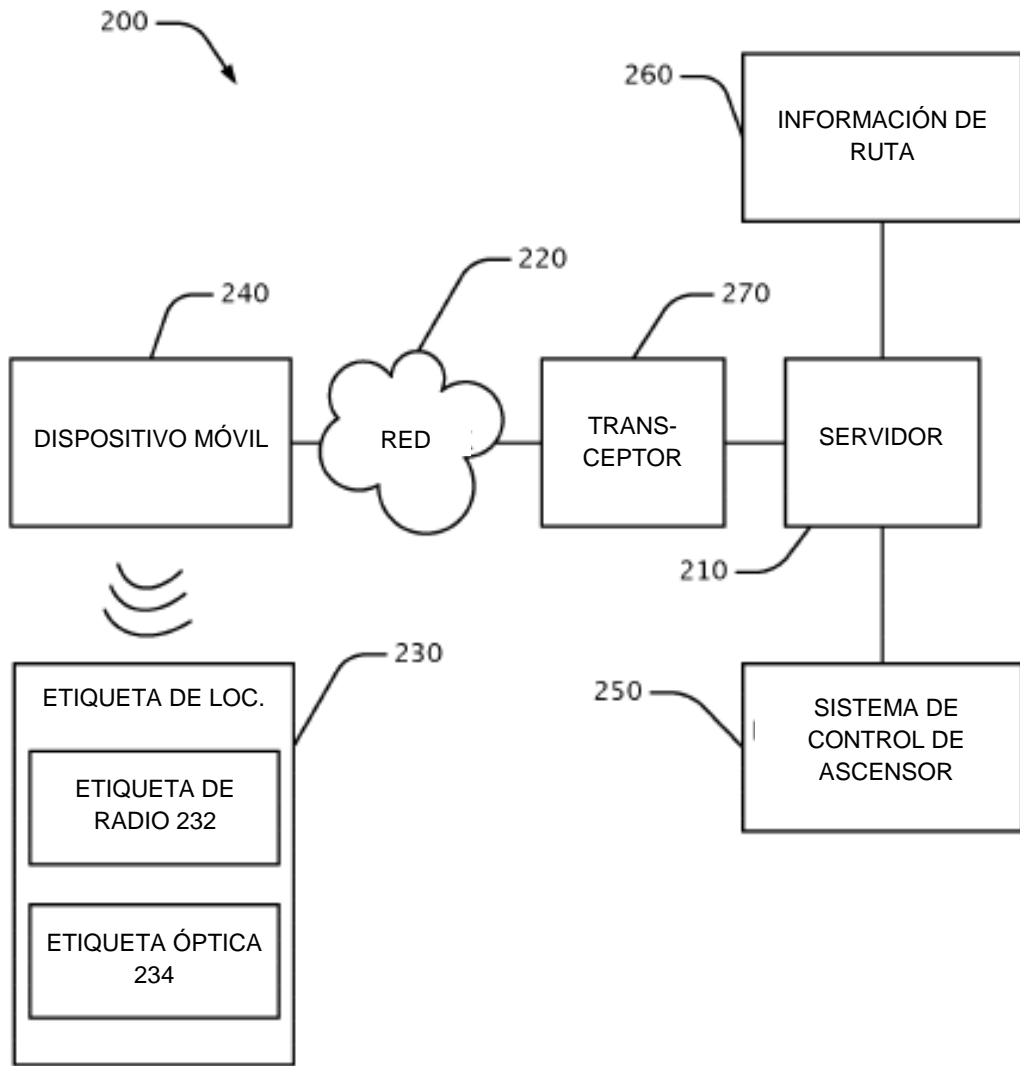 200
260
INFORMACIÓN DE
RUTA
220
240
270
DISPOSITIVO MÓVIL
RED
TRANS-
CEPTOR
SERVIDOR
210
230
ETIQUETA DE LOC.
250
SISTEMA DE
CONTROL DE
ASCENSOR
ETIQUETA DE
RADIO 232
ETIQUETA ÓPTICA
234